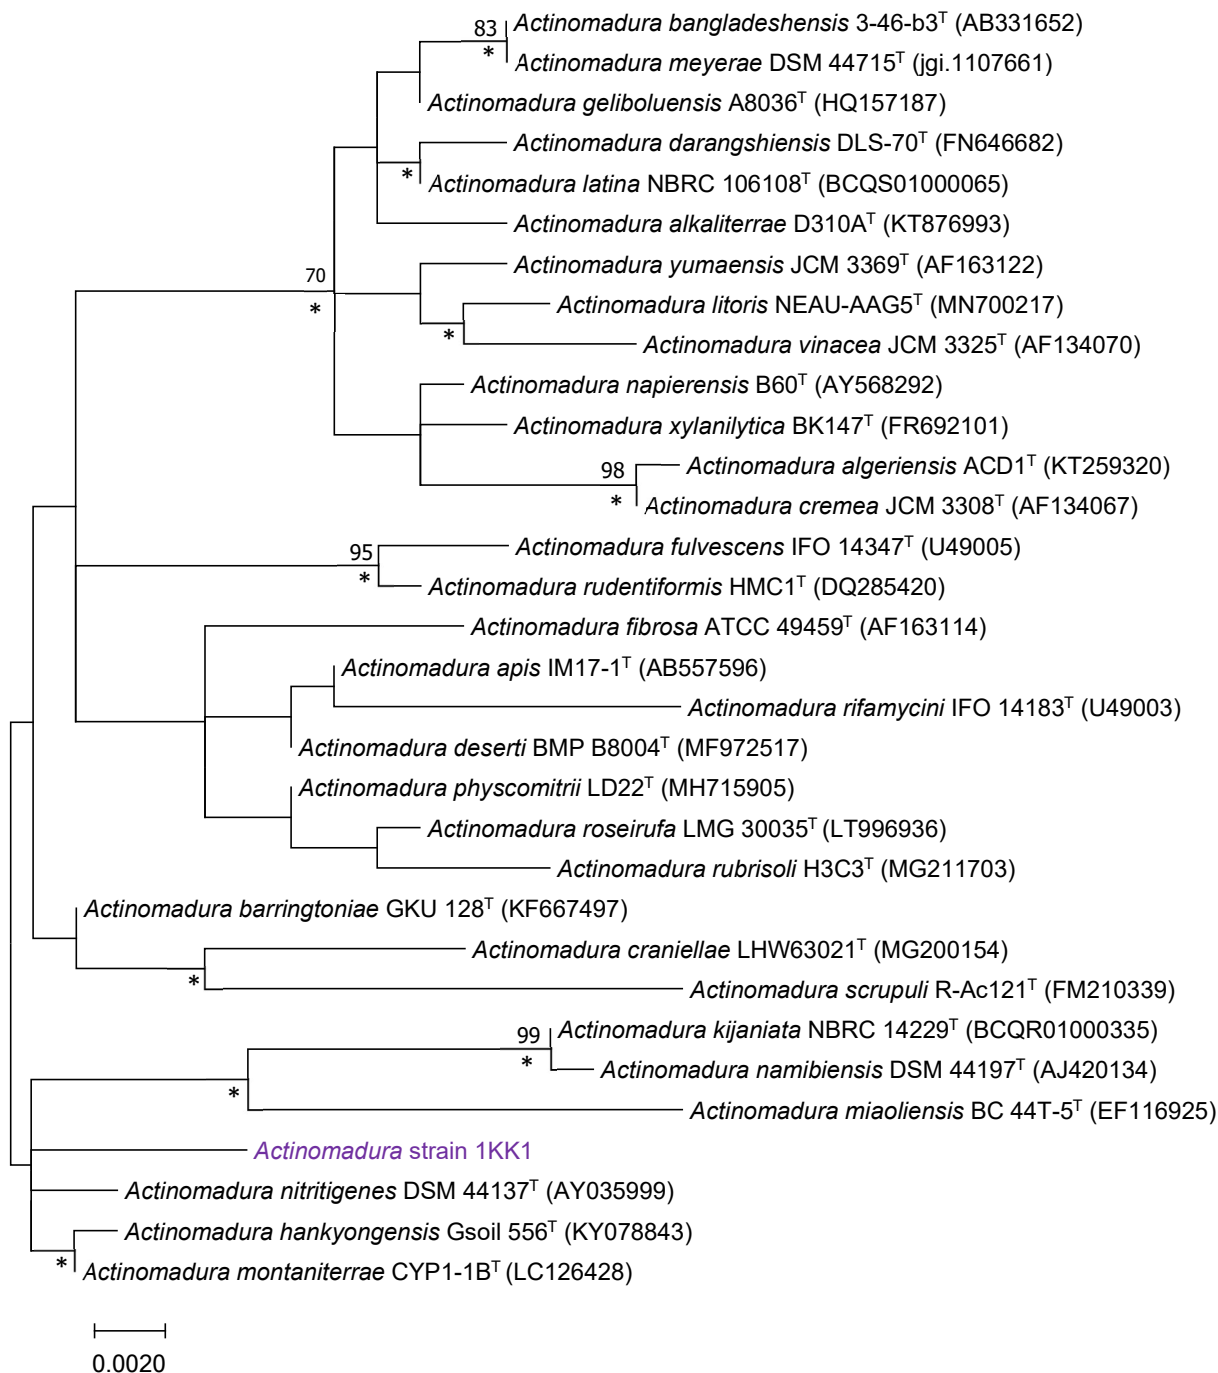 83
*
Actinomadura bangladeshensis 3-46-b3ᵀ (AB331652)
Actinomadura meyerae DSM 44715ᵀ (jgi.1107661)
Actinomadura geliboluensis A8036ᵀ (HQ157187)
Actinomadura darangshiensis DLS-70ᵀ (FN646682)
*
Actinomadura latina NBRC 106108ᵀ (BCQS01000065)
Actinomadura alkaliterrae D310Aᵀ (KT876993)
Actinomadura yumaensis JCM 3369ᵀ (AF163122)
70
*
Actinomadura litoris NEAU-AAG5ᵀ (MN700217)
*
Actinomadura vinacea JCM 3325ᵀ (AF134070)
Actinomadura napierensis B60ᵀ (AY568292)
Actinomadura xylanilytica BK147ᵀ (FR692101)
98
*
Actinomadura algeriensis ACD1ᵀ (KT259320)
Actinomadura cremea JCM 3308ᵀ (AF134067)
95
*
Actinomadura fulvescens IFO 14347ᵀ (U49005)
Actinomadura rudentiformis HMC1ᵀ (DQ285420)
Actinomadura fibrosa ATCC 49459ᵀ (AF163114)
Actinomadura apis IM17-1ᵀ (AB557596)
Actinomadura rifamycini IFO 14183ᵀ (U49003)
Actinomadura deserti BMP B8004ᵀ (MF972517)
Actinomadura physcomitrii LD22ᵀ (MH715905)
Actinomadura roseirufa LMG 30035ᵀ (LT996936)
Actinomadura rubrisoli H3C3ᵀ (MG211703)
Actinomadura barringtoniae GKU 128ᵀ (KF667497)
Actinomadura craniellae LHW63021ᵀ (MG200154)
*
Actinomadura scrupuli R-Ac121ᵀ (FM210339)
99
*
Actinomadura kijaniata NBRC 14229ᵀ (BCQR01000335)
Actinomadura namibiensis DSM 44197ᵀ (AJ420134)
*
Actinomadura miaoliensis BC 44T-5ᵀ (EF116925)
Actinomadura strain 1KK1
Actinomadura nitritigenes DSM 44137ᵀ (AY035999)
Actinomadura hankyongensis Gsoil 556ᵀ (KY078843)
*
Actinomadura montaniterrae CYP1-1Bᵀ (LC126428)
0.0020